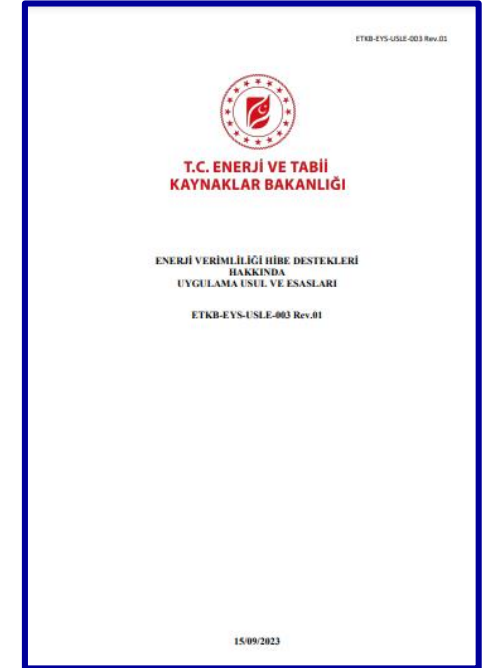 ETKB-EYS-USLE-003 Rev.01
T.C. ENERJİ VE TABİİ
KAYNAKLAR BAKANLIĞI
ENERJİ VERİMLİLİĞİ HİBE DESTEKLERİ
HAKKINDA
UYGULAMA USUL VE ESASLARI
ETKB-EYS-USLE-003 Rev.01
15/09/2023